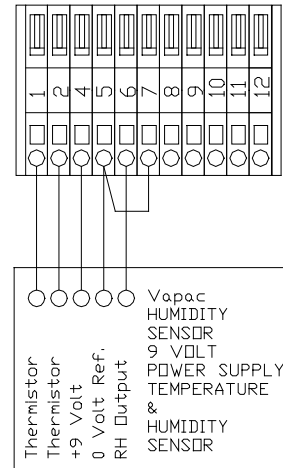 1 2 4 5 6 7 8 9 10 11 12
Thermistor
Thermistor
+9 Volt
0 Volt Ref.
RH Output
Vapac
HUMIDITY
SENSOR
9 VOLT
POWER SUPPLY
TEMPERATURE
&
HUMIDITY
SENSOR